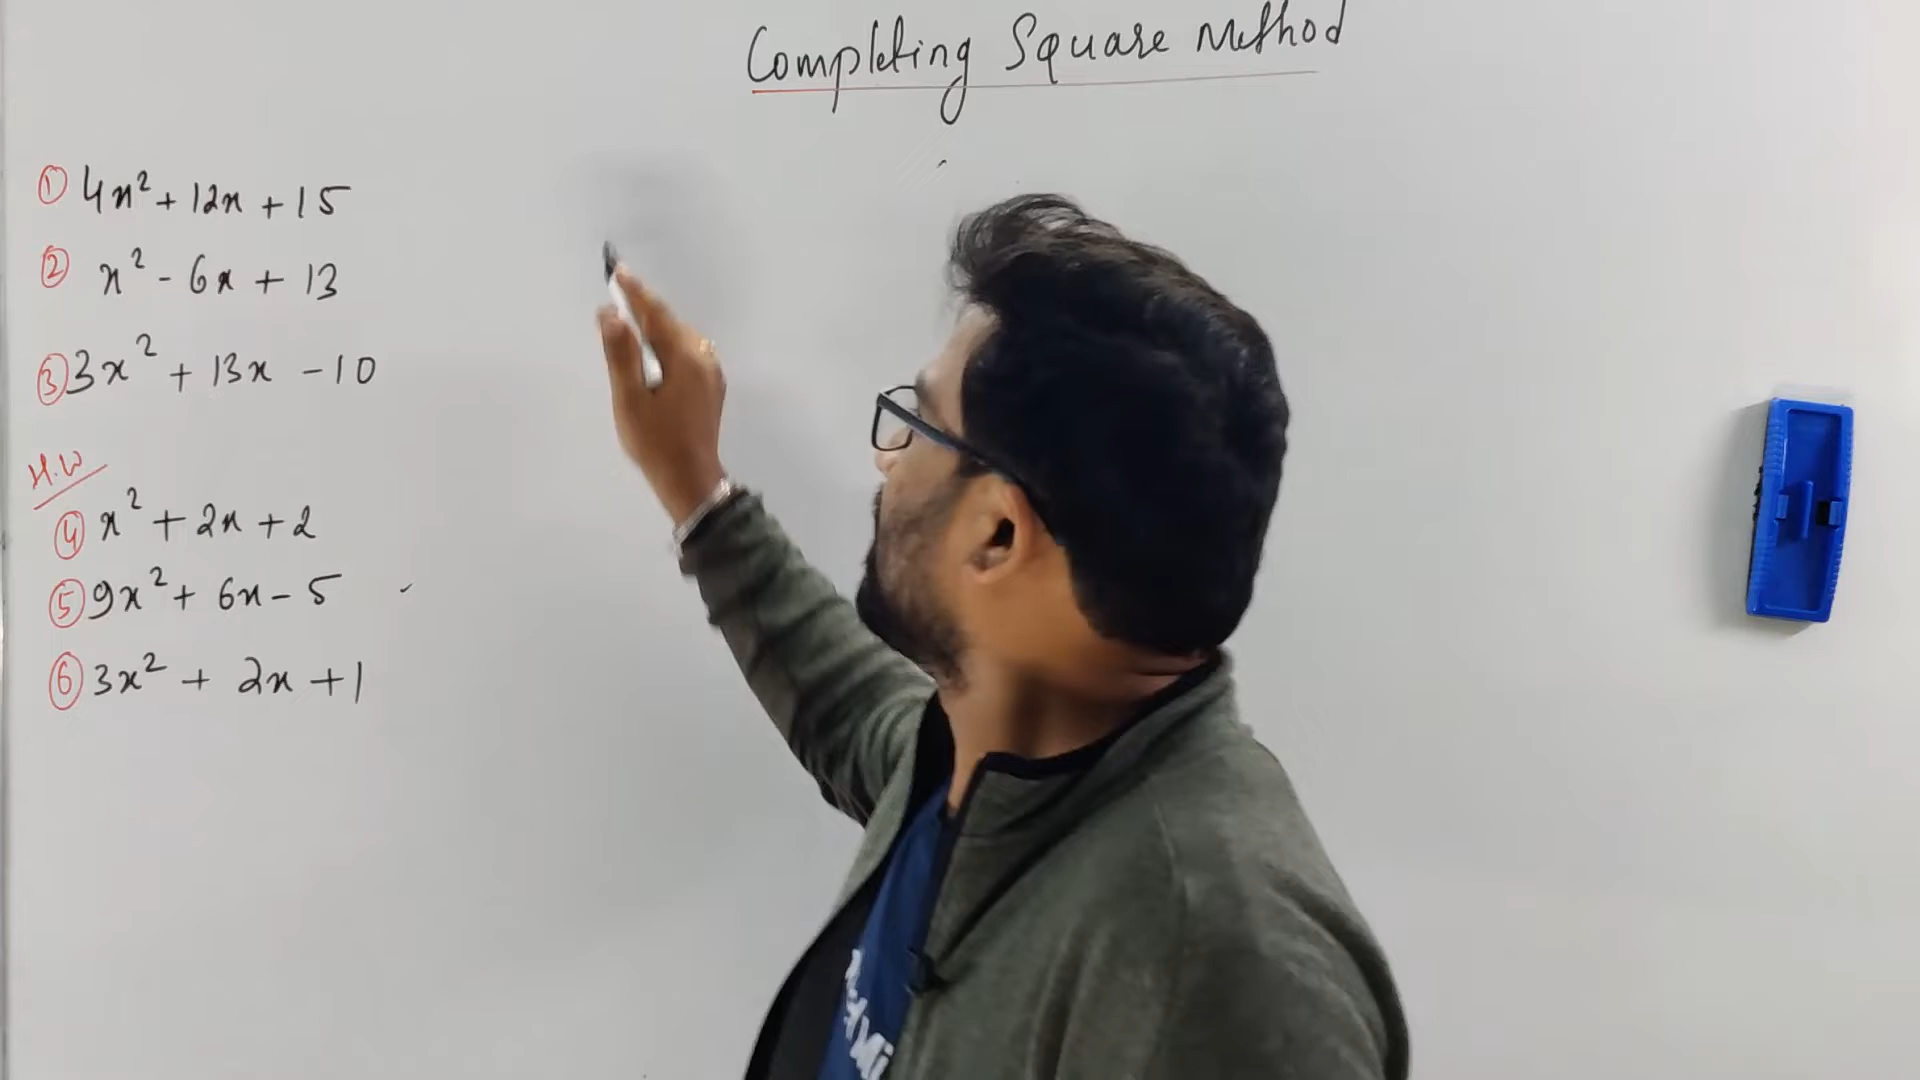 Completing Square Method
① 4x² + 12x + 15
② x² - 6x + 13
③ 3x² + 13x - 10
H.W
④ x² + 2x + 2
⑤ 9x² + 6x - 5
⑥ 3x² + 2x + 1